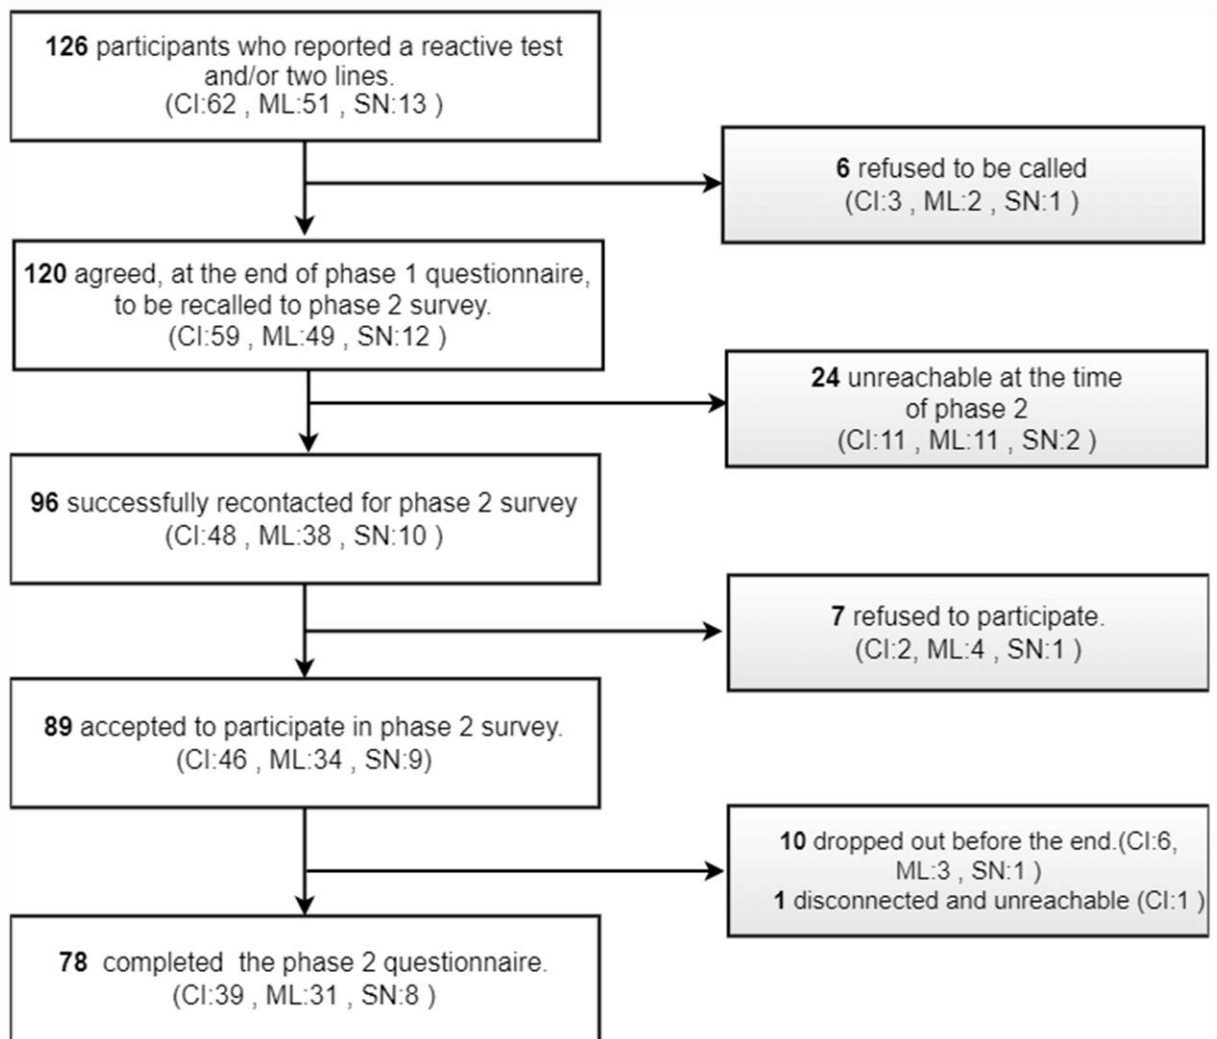 126 participants who reported a reactive test
and/or two lines.
(CI:62 , ML:51 , SN:13 )
6 refused to be called
(CI:3 , ML:2 , SN:1 )
120 agreed, at the end of phase 1 questionnaire,
to be recalled to phase 2 survey.
(CI:59 , ML:49 , SN:12 )
24 unreachable at the time
of phase 2
(CI:11 , ML:11 , SN:2 )
96 successfully recontacted for phase 2 survey
(CI:48 , ML:38 , SN:10 )
7 refused to participate.
(CI:2, ML:4 , SN:1 )
89 accepted to participate in phase 2 survey.
(CI:46 , ML:34 , SN:9)
10 dropped out before the end.(CI:6,
ML:3 , SN:1 )
1 disconnected and unreachable (CI:1 )
78 completed the phase 2 questionnaire.
(CI:39 , ML:31 , SN:8 )